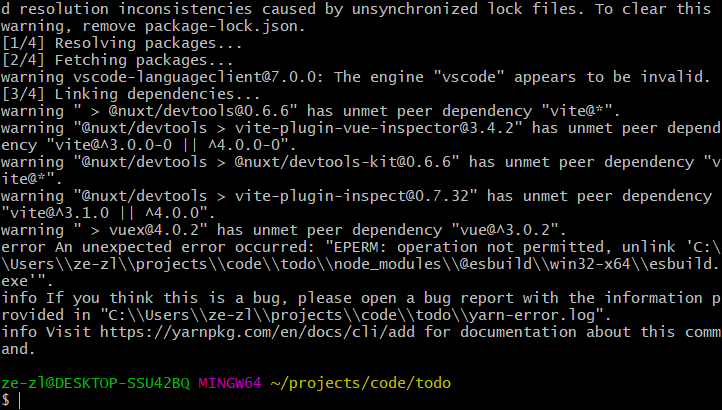 d resolution inconsistencies caused by unsynchronized lock files. To clear this
warning, remove package-lock.json.
[1/4] Resolving packages...
[2/4] Fetching packages...
warning vscode-languageclient@7.0.0: The engine "vscode" appears to be invalid.
[3/4] Linking dependencies...
warning " > @nuxt/devtools@0.6.6" has unmet peer dependency "vite@*".
warning "@nuxt/devtools > vite-plugin-vue-inspector@3.4.2" has unmet peer depend
ency "vite@^3.0.0-0 || ^4.0.0-0".
warning "@nuxt/devtools > @nuxt/devtools-kit@0.6.6" has unmet peer dependency "v
ite@*".
warning "@nuxt/devtools > vite-plugin-inspect@0.7.32" has unmet peer dependency
"vite@^3.1.0 || ^4.0.0".
warning " > vuex@4.0.2" has unmet peer dependency "vue@^3.0.2".
error An unexpected error occurred: "EPERM: operation not permitted, unlink 'C:\
\Users\\ze-zl\\projects\\code\\todo\\node_modules\\@esbuild\\win32-x64\\esbuild.
exe'".
info If you think this is a bug, please open a bug report with the information p
rovided in "C:\\Users\\ze-zl\\projects\\code\\todo\\yarn-error.log".
info Visit https://yarnpkg.com/en/docs/cli/add for documentation about this comm
and.
ze-zl@DESKTOP-SSU42BQ MINGW64 ~/projects/code/todo
$